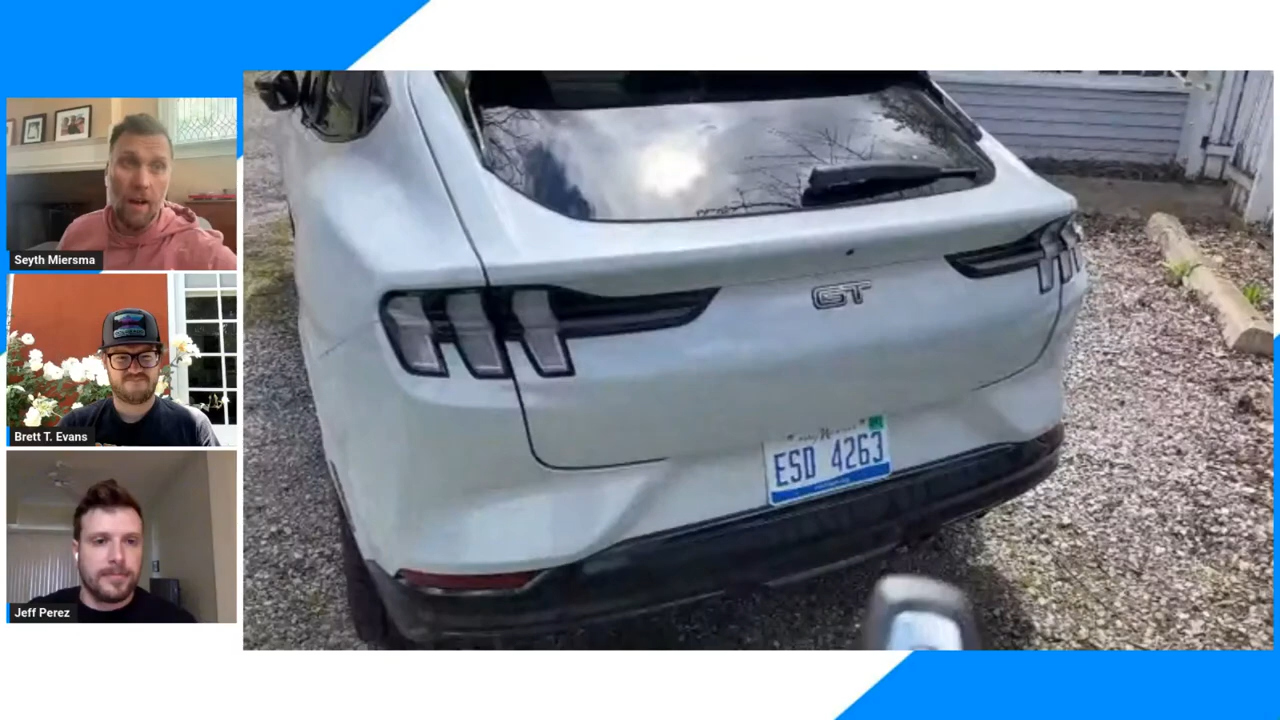 Seyth Miersma
Brett T. Evans
Jeff Perez
GT
ESD 4263